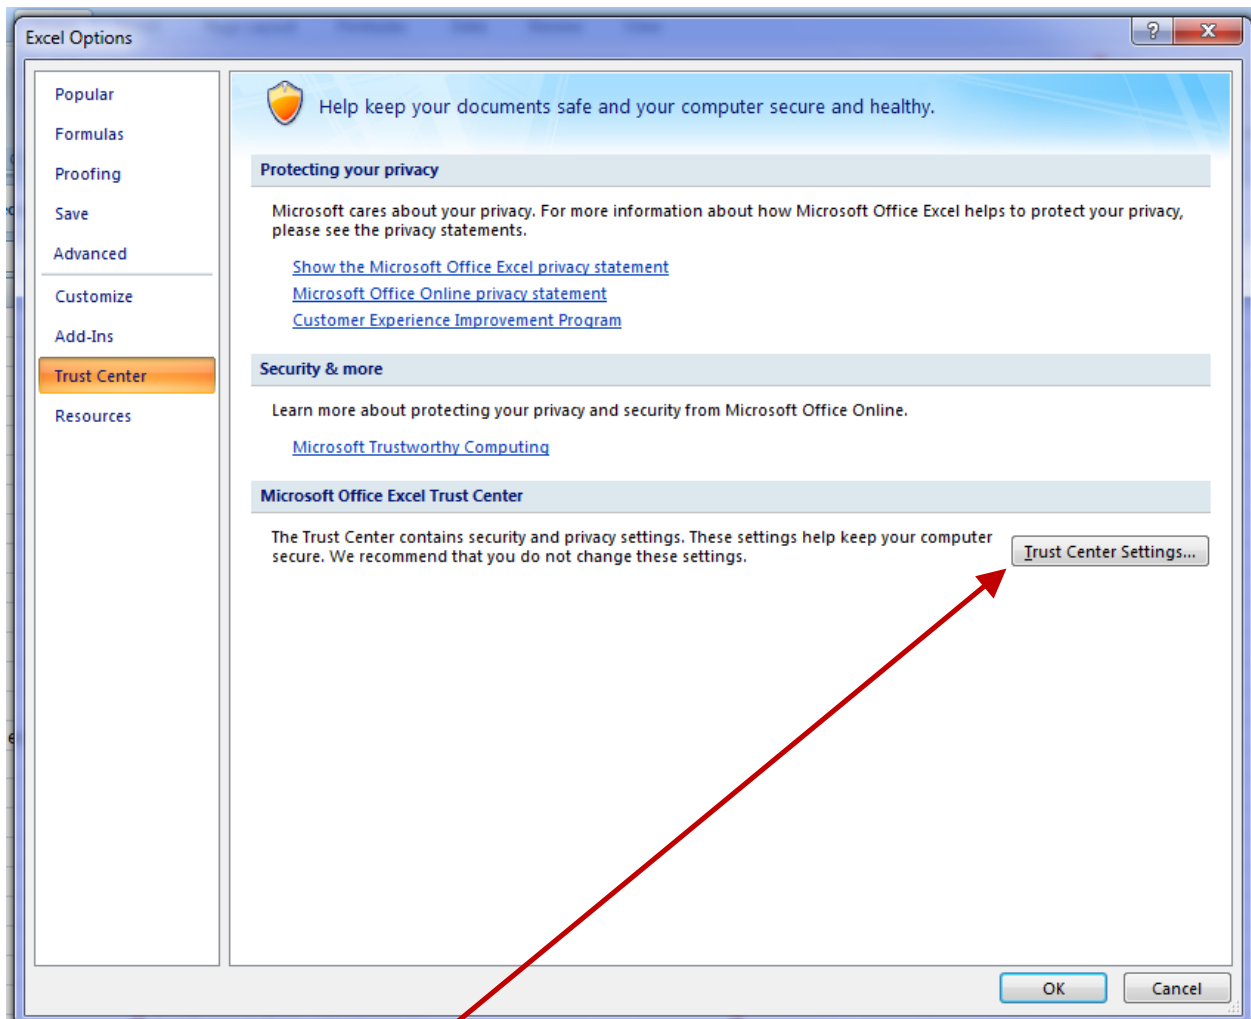 Excel Options
?
X
Popular
Formulas
Proofing
Save
Advanced
Customize
Add-Ins
Trust Center
Resources
Help keep your documents safe and your computer secure and healthy.
Protecting your privacy
Microsoft cares about your privacy. For more information about how Microsoft Office Excel helps to protect your privacy,
please see the privacy statements.
Show the Microsoft Office Excel privacy statement
Microsoft Office Online privacy statement
Customer Experience Improvement Program
Security & more
Learn more about protecting your privacy and security from Microsoft Office Online.
Microsoft Trustworthy Computing
Microsoft Office Excel Trust Center
The Trust Center contains security and privacy settings. These settings help keep your computer
secure. We recommend that you do not change these settings.
Trust Center Settings...
OK
Cancel